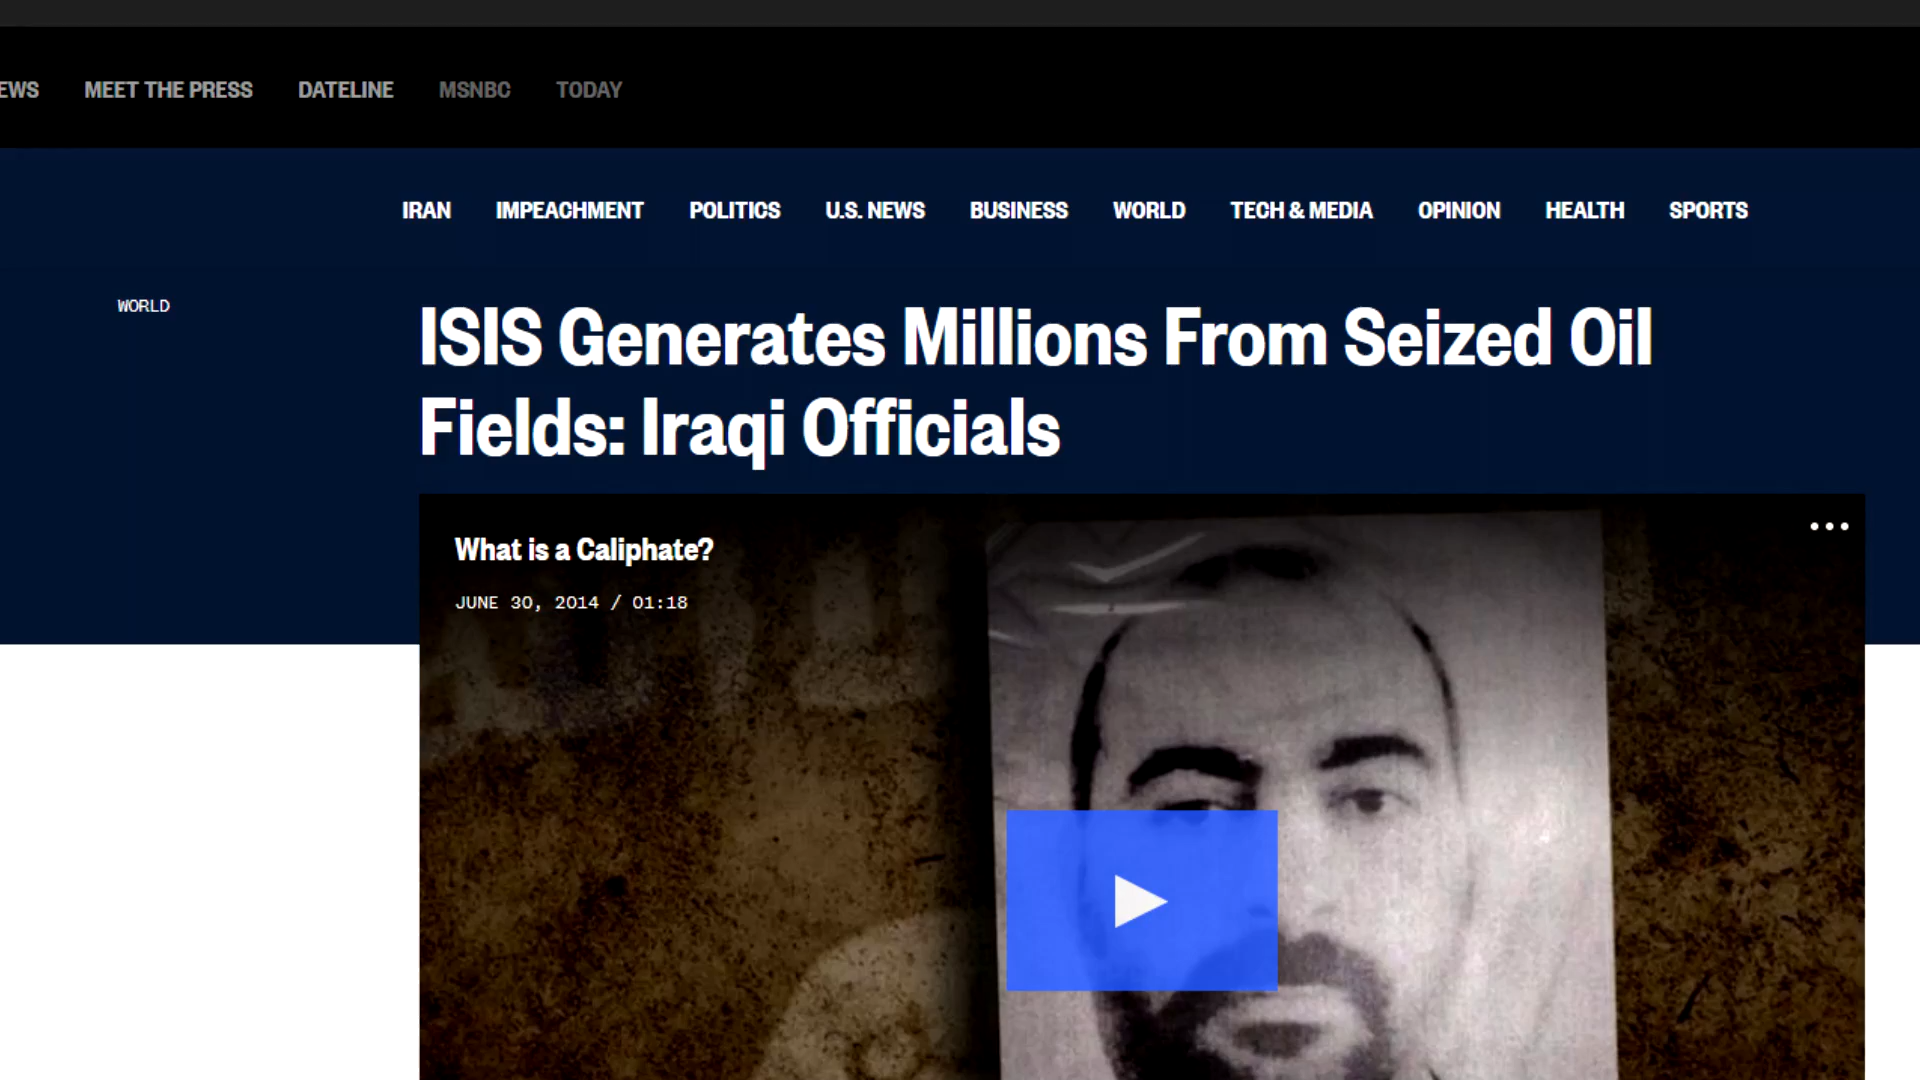 EWS MEET THE PRESS DATELINE MSNBC TODAY
IRAN IMPEACHMENT POLITICS U.S. NEWS BUSINESS WORLD TECH & MEDIA OPINION HEALTH SPORTS
WORLD
ISIS Generates Millions From Seized Oil
Fields: Iraqi Officials
What is a Caliphate?
JUNE 30, 2014 / 01:18